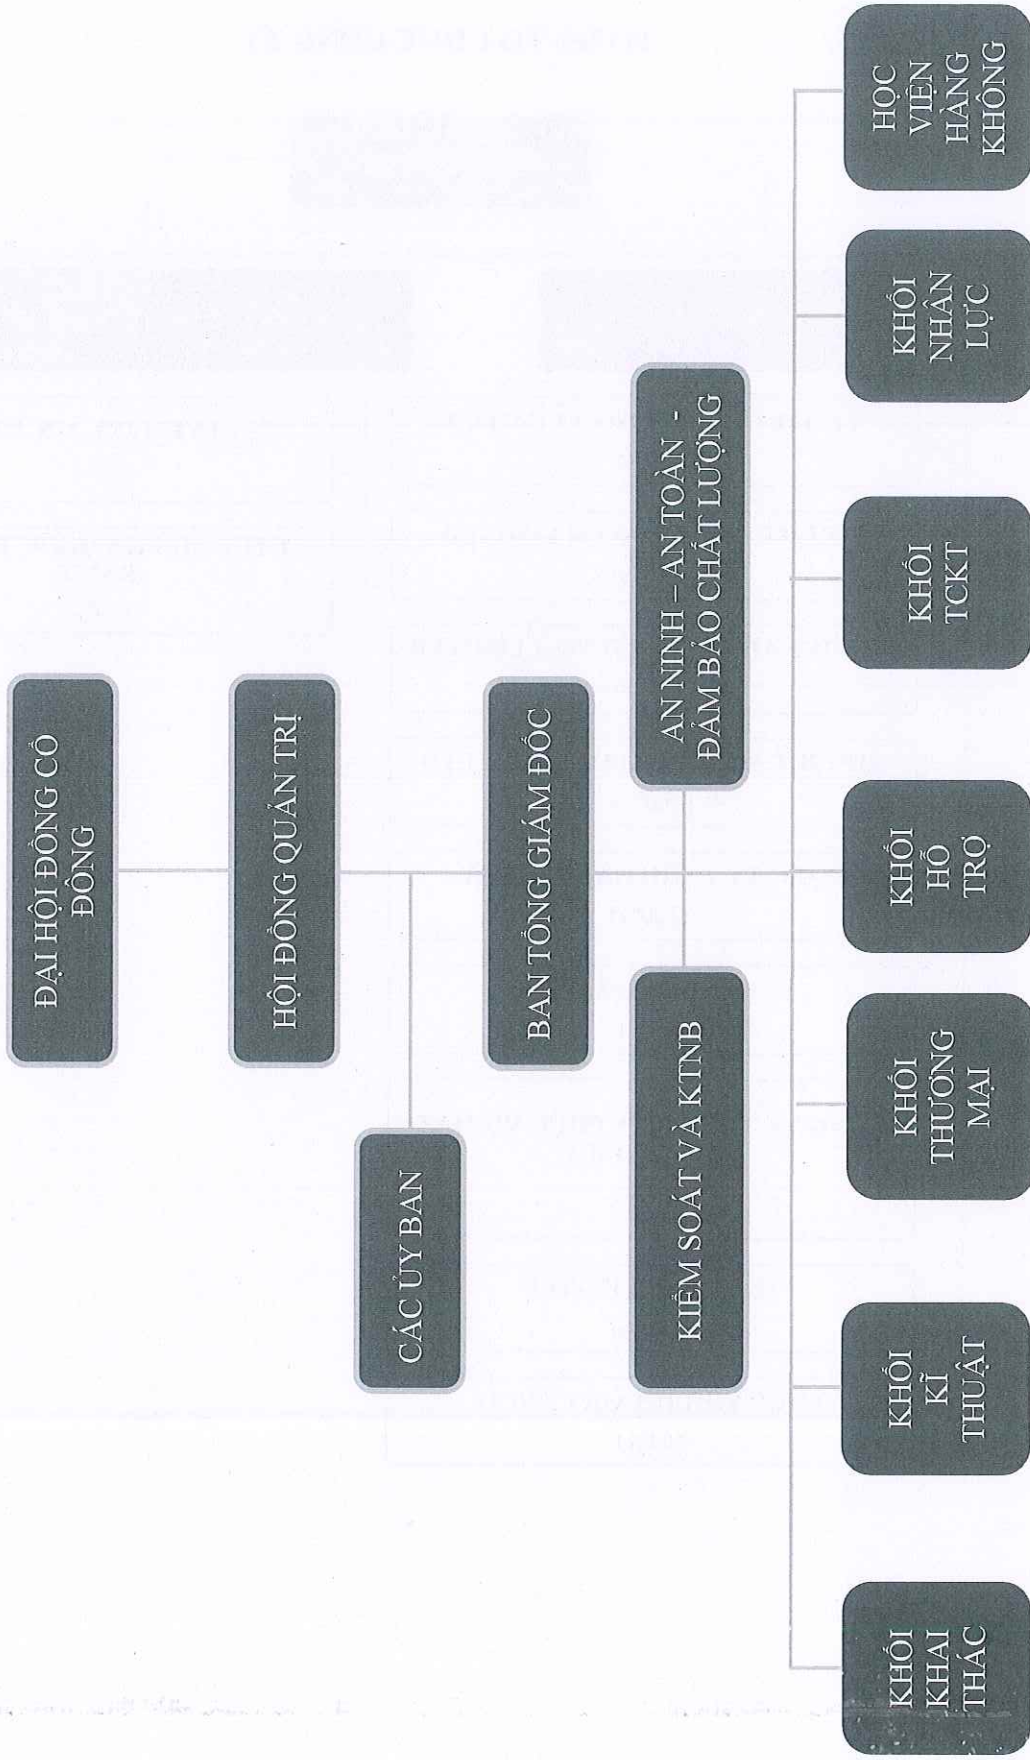 ĐẠI HỘI ĐỒNG CỔ
ĐÔNG
HỘI ĐỒNG QUẢN TRỊ
CÁC ỦY BAN
BAN TỔNG GIÁM ĐỐC
KIỂM SOÁT VÀ KTNB
AN NINH – AN TOÀN -
ĐẢM BẢO CHẤT LƯỢNG
KHỐI
KHAI
THÁC
KHỐI
KĨ
THUẬT
KHỐI
THƯƠNG
MẠI
KHỐI
HỖ
TRỢ
KHỐI
TCKT
KHỐI
NHÂN
LỰC
HỌC
VIỆN
HÀNG
KHÔNG